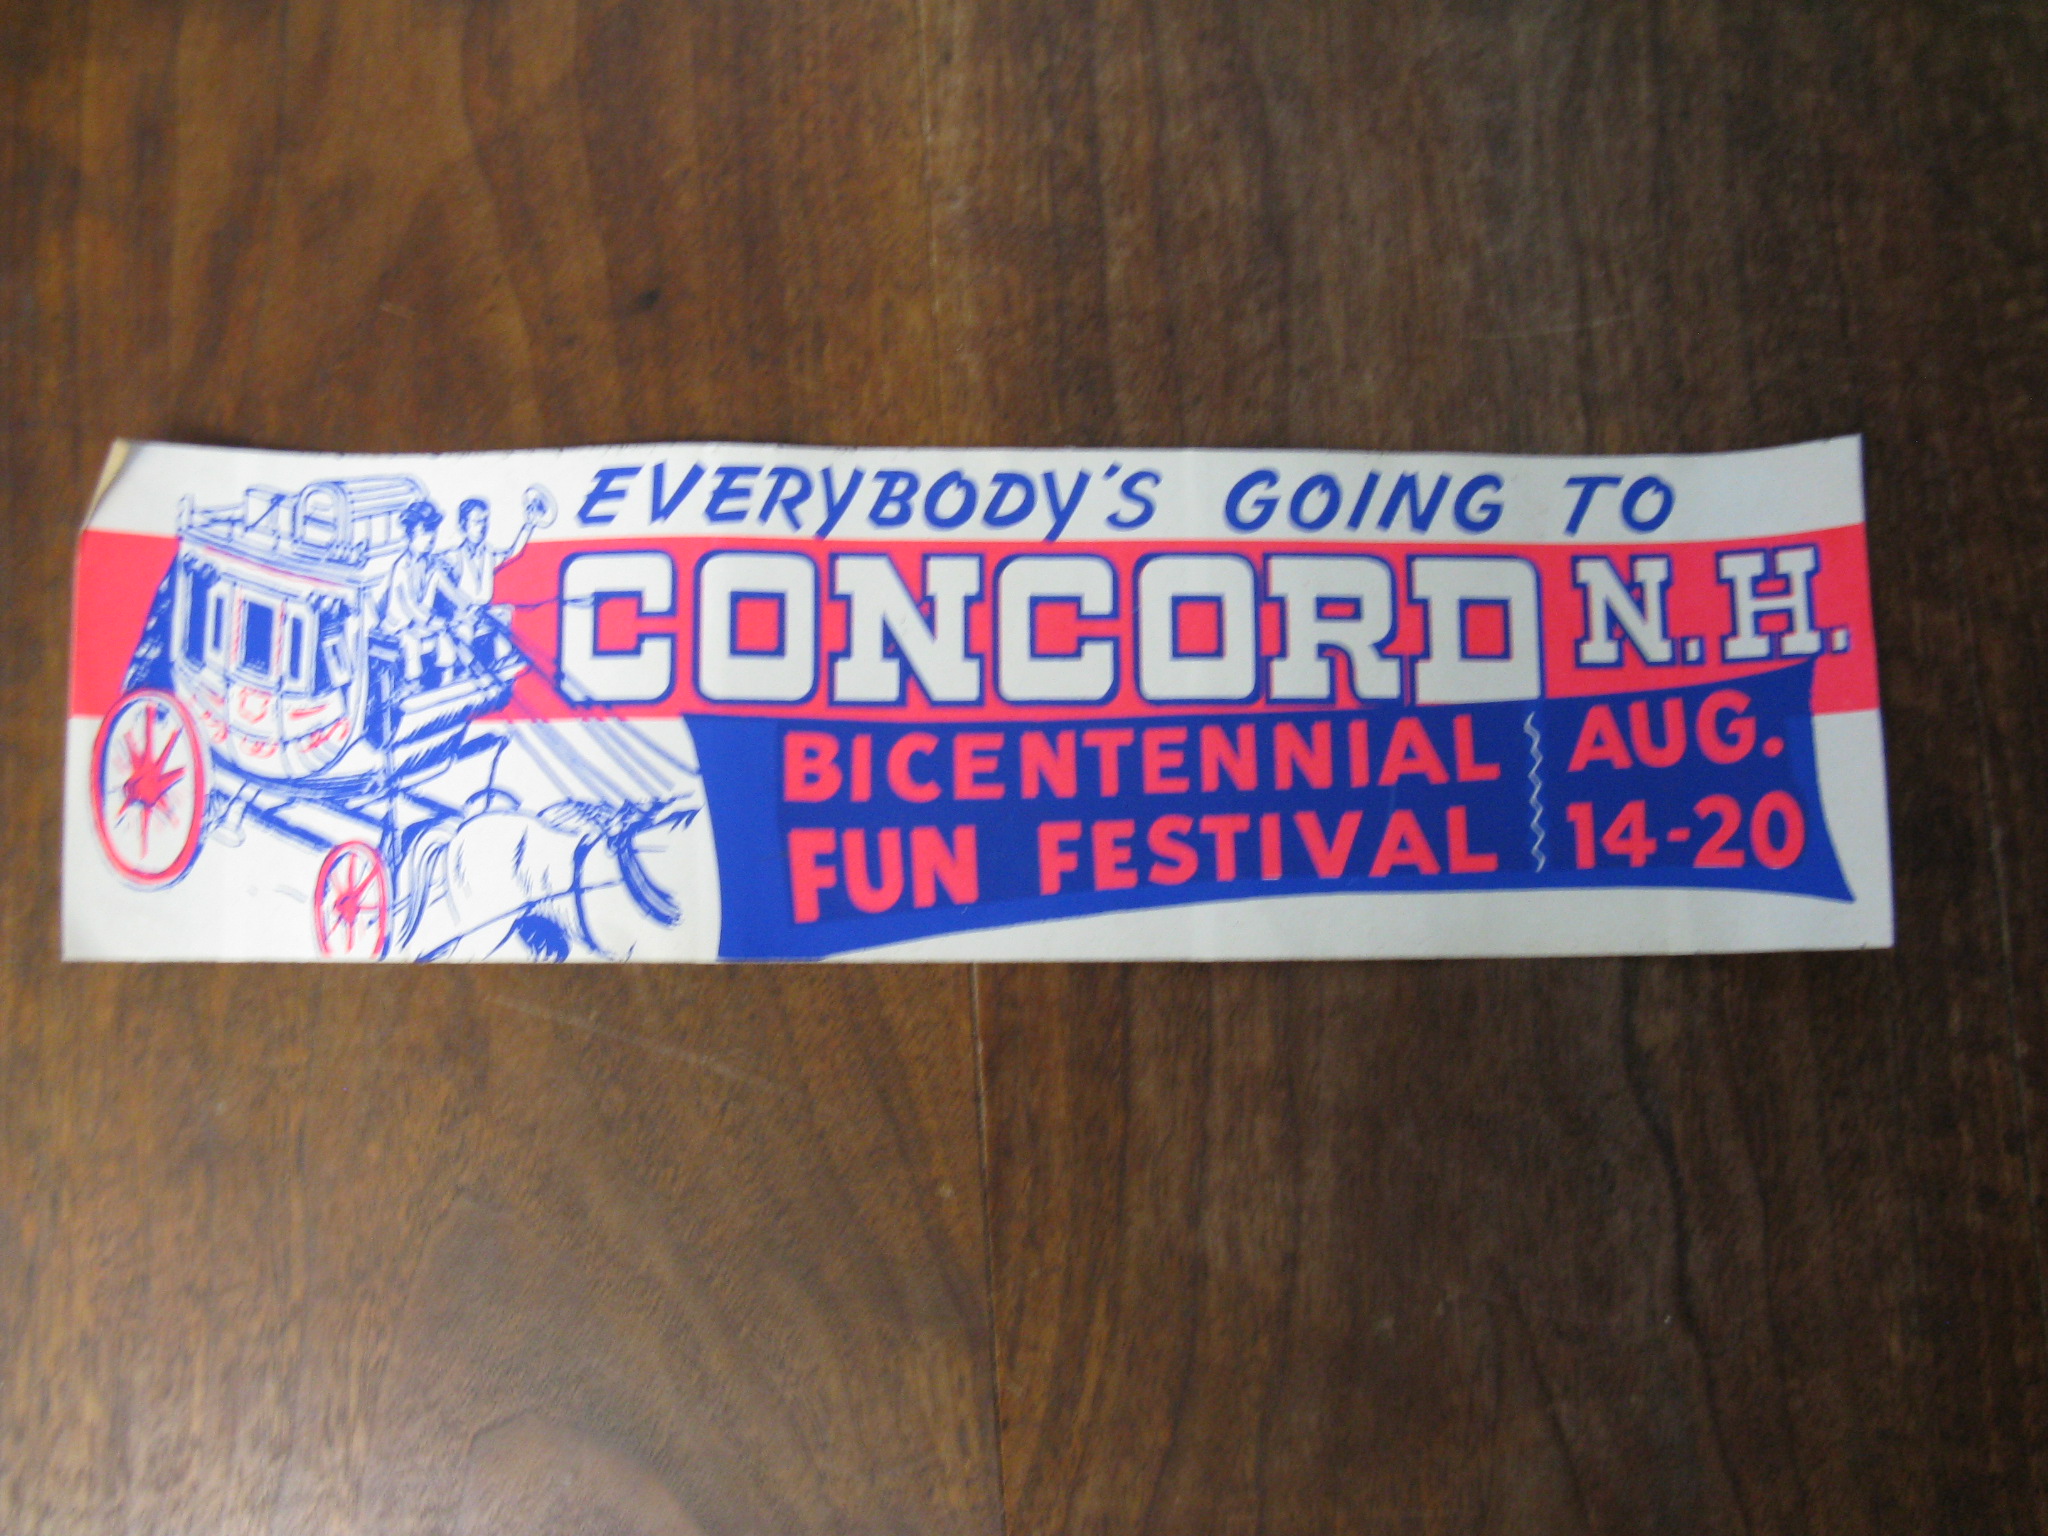 EVERYBODY'S GOING TO
CONCORD N.H.
BICENTENNIAL
FUN FESTIVAL
AUG.
14-20